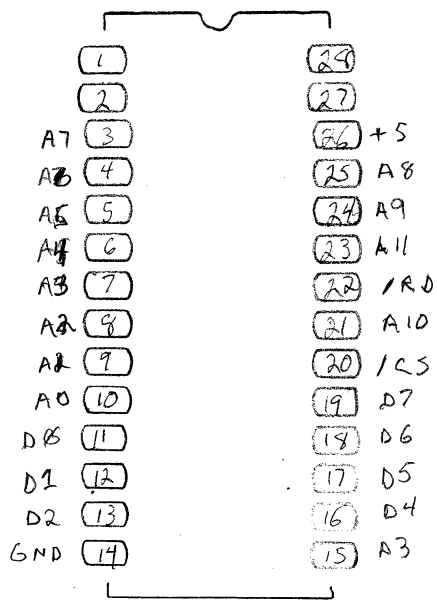 1 28
2 27
A7 3 26 +5
A6 4 25 A8
A5 5 24 A9
A4 6 23 A11
A3 7 22 /RD
A2 8 21 A10
A1 9 20 /CS
A0 10 19 D7
D0 11 18 D6
D1 12 17 D5
D2 13 16 D4
GND 14 15 D3